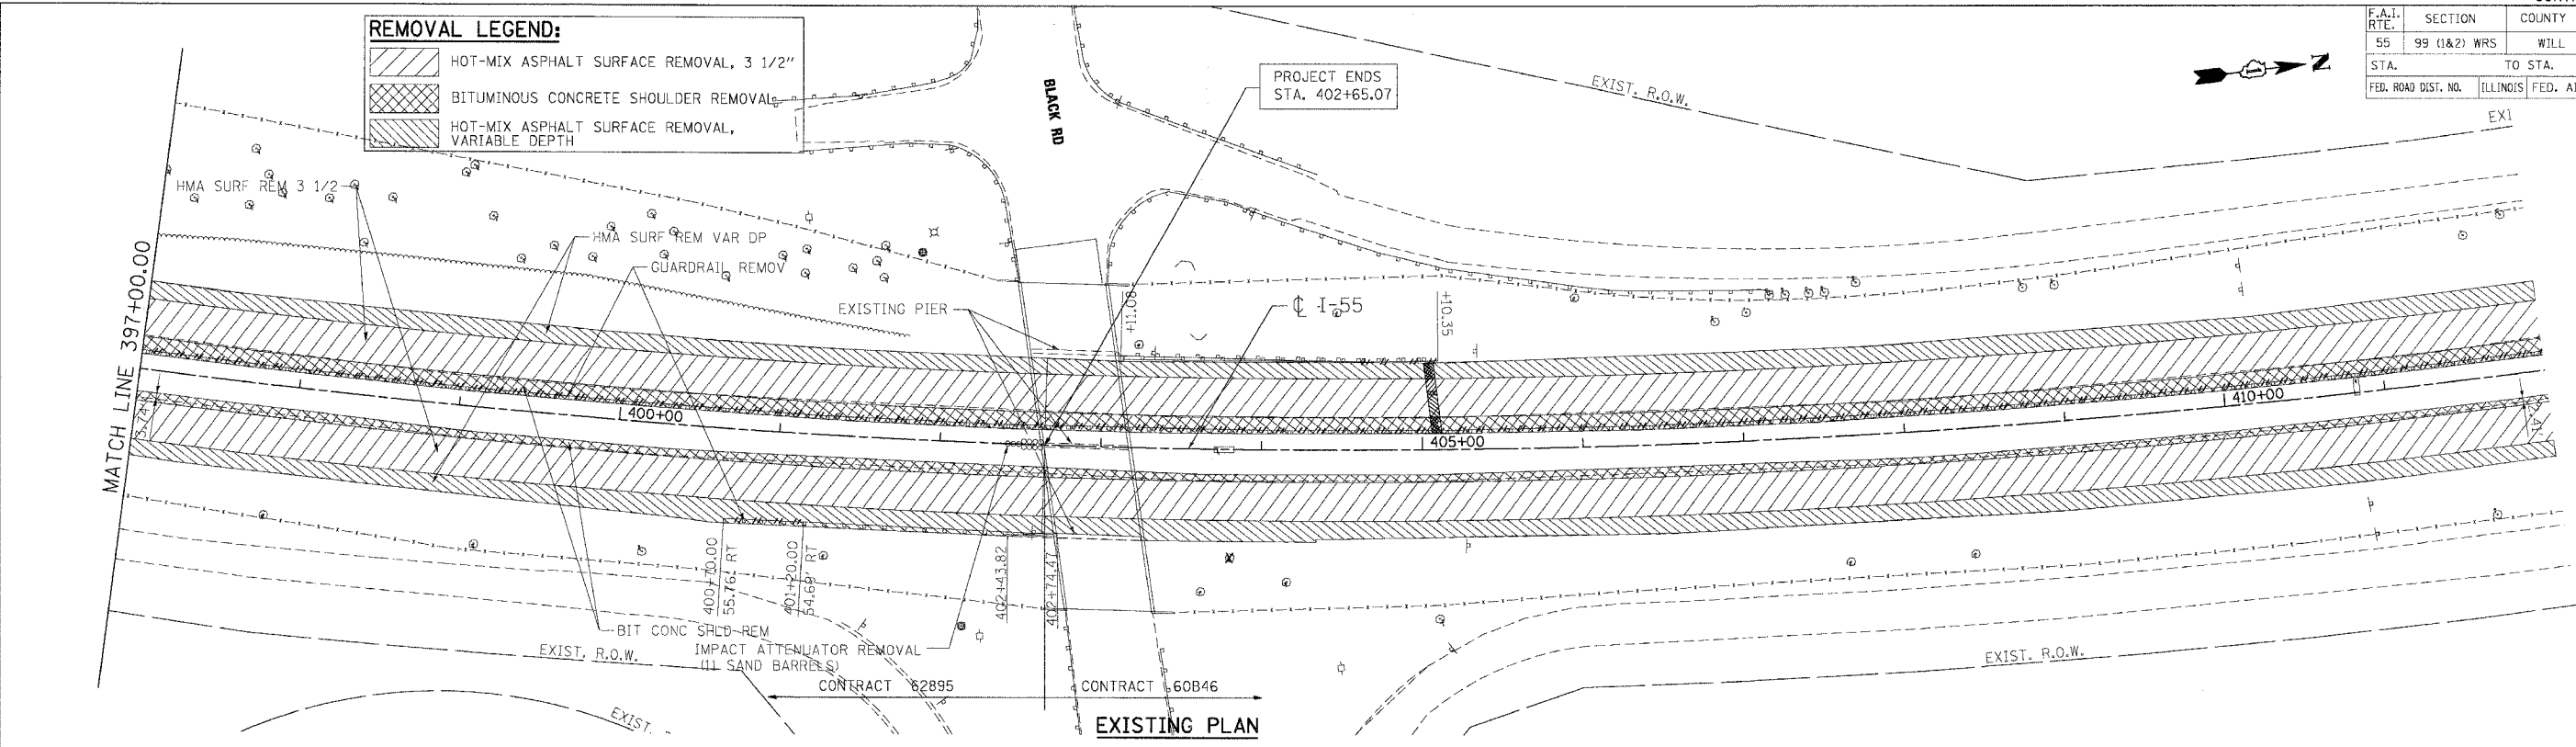 REMOVAL LEGEND:
HOT-MIX ASPHALT SURFACE REMOVAL, 3 1/2"
BITUMINOUS CONCRETE SHOULDER REMOVAL
HOT-MIX ASPHALT SURFACE REMOVAL,
VARIABLE DEPTH
BLACK RD
PROJECT ENDS
STA. 402+65.07
EXIST. R.O.W.
Z
F.A.I.
RTE.
SECTION
COUNTY
55
99 (1&2) WRS
WILL
STA.
TO STA.
FED. ROAD DIST. NO.
ILLINOIS
FED. AI
EXI
MATCH LINE 397+00.00
HMA SURF REM 3 1/2
HMA SURF REM VAR DP
GUARDRAIL REMOV
EXISTING PIER
+11.08
℄ I-55
+10.35
400+00
405+00
410+00
400+70.00
55.76' RT
401+20.00
54.69' RT
402+43.82
402+74.47
BIT CONC SHLD REM
IMPACT ATTENUATOR REMOVAL
(11 SAND BARRELS)
EXIST. R.O.W.
EXIST. R.O.W.
CONTRACT 62895
CONTRACT 60B46
EXIST.
EXISTING PLAN